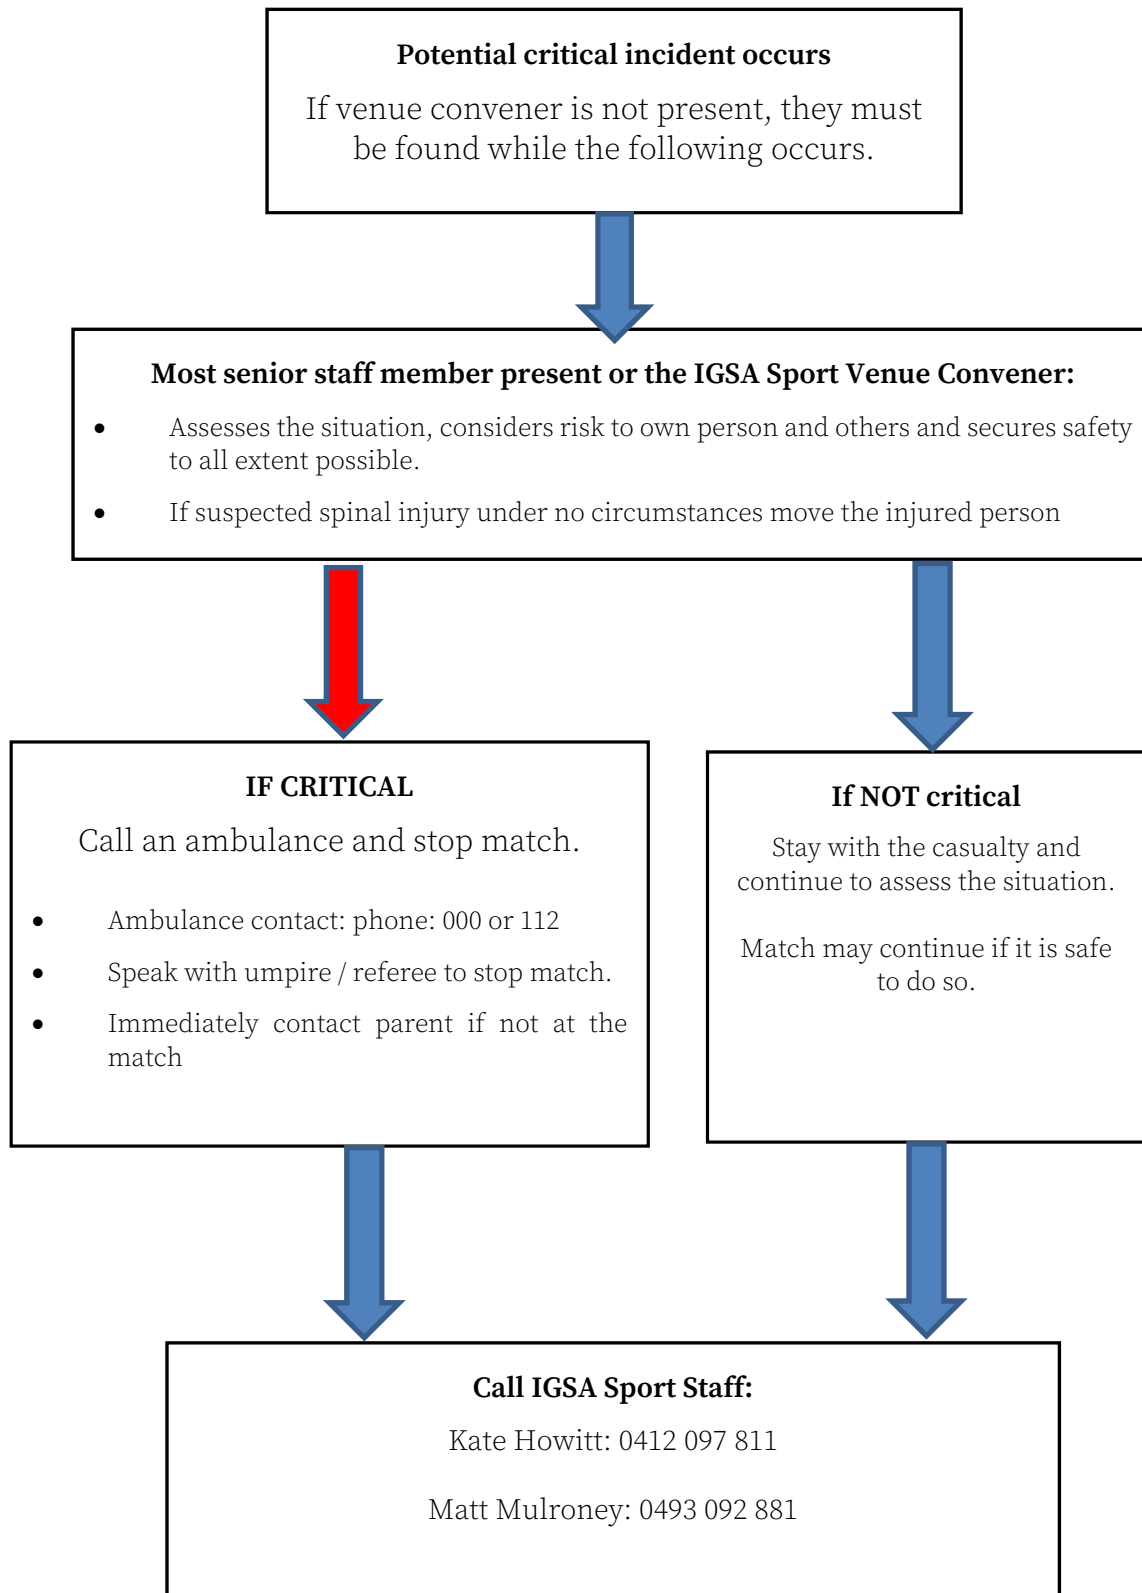 Potential critical incident occurs
If venue convener is not present, they must
be found while the following occurs.
Most senior staff member present or the IGSA Sport Venue Convener:
• Assesses the situation, considers risk to own person and others and secures safety
to all extent possible.
• If suspected spinal injury under no circumstances move the injured person
IF CRITICAL
Call an ambulance and stop match.
• Ambulance contact: phone: 000 or 112
• Speak with umpire / referee to stop match.
• Immediately contact parent if not at the
match
If NOT critical
Stay with the casualty and
continue to assess the situation.
Match may continue if it is safe
to do so.
Call IGSA Sport Staff:
Kate Howitt: 0412 097 811
Matt Mulroney: 0493 092 881